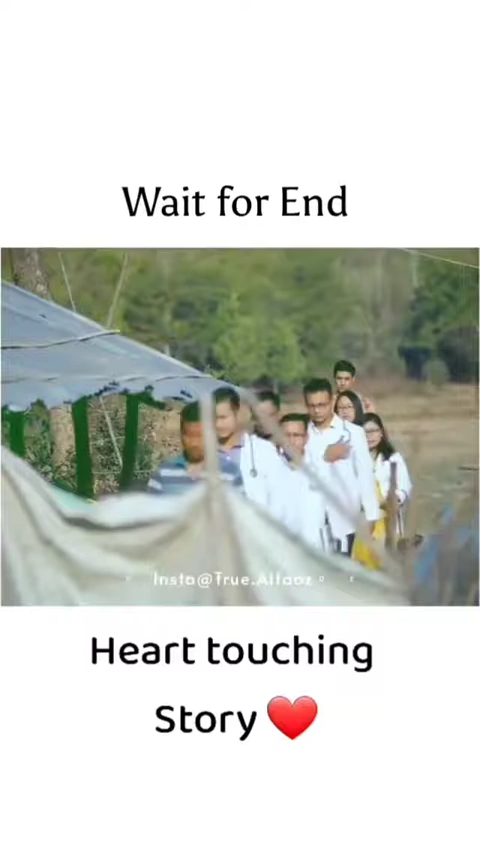 Wait for End
Insta@True.Alfaaz
Heart touching
Story ❤️